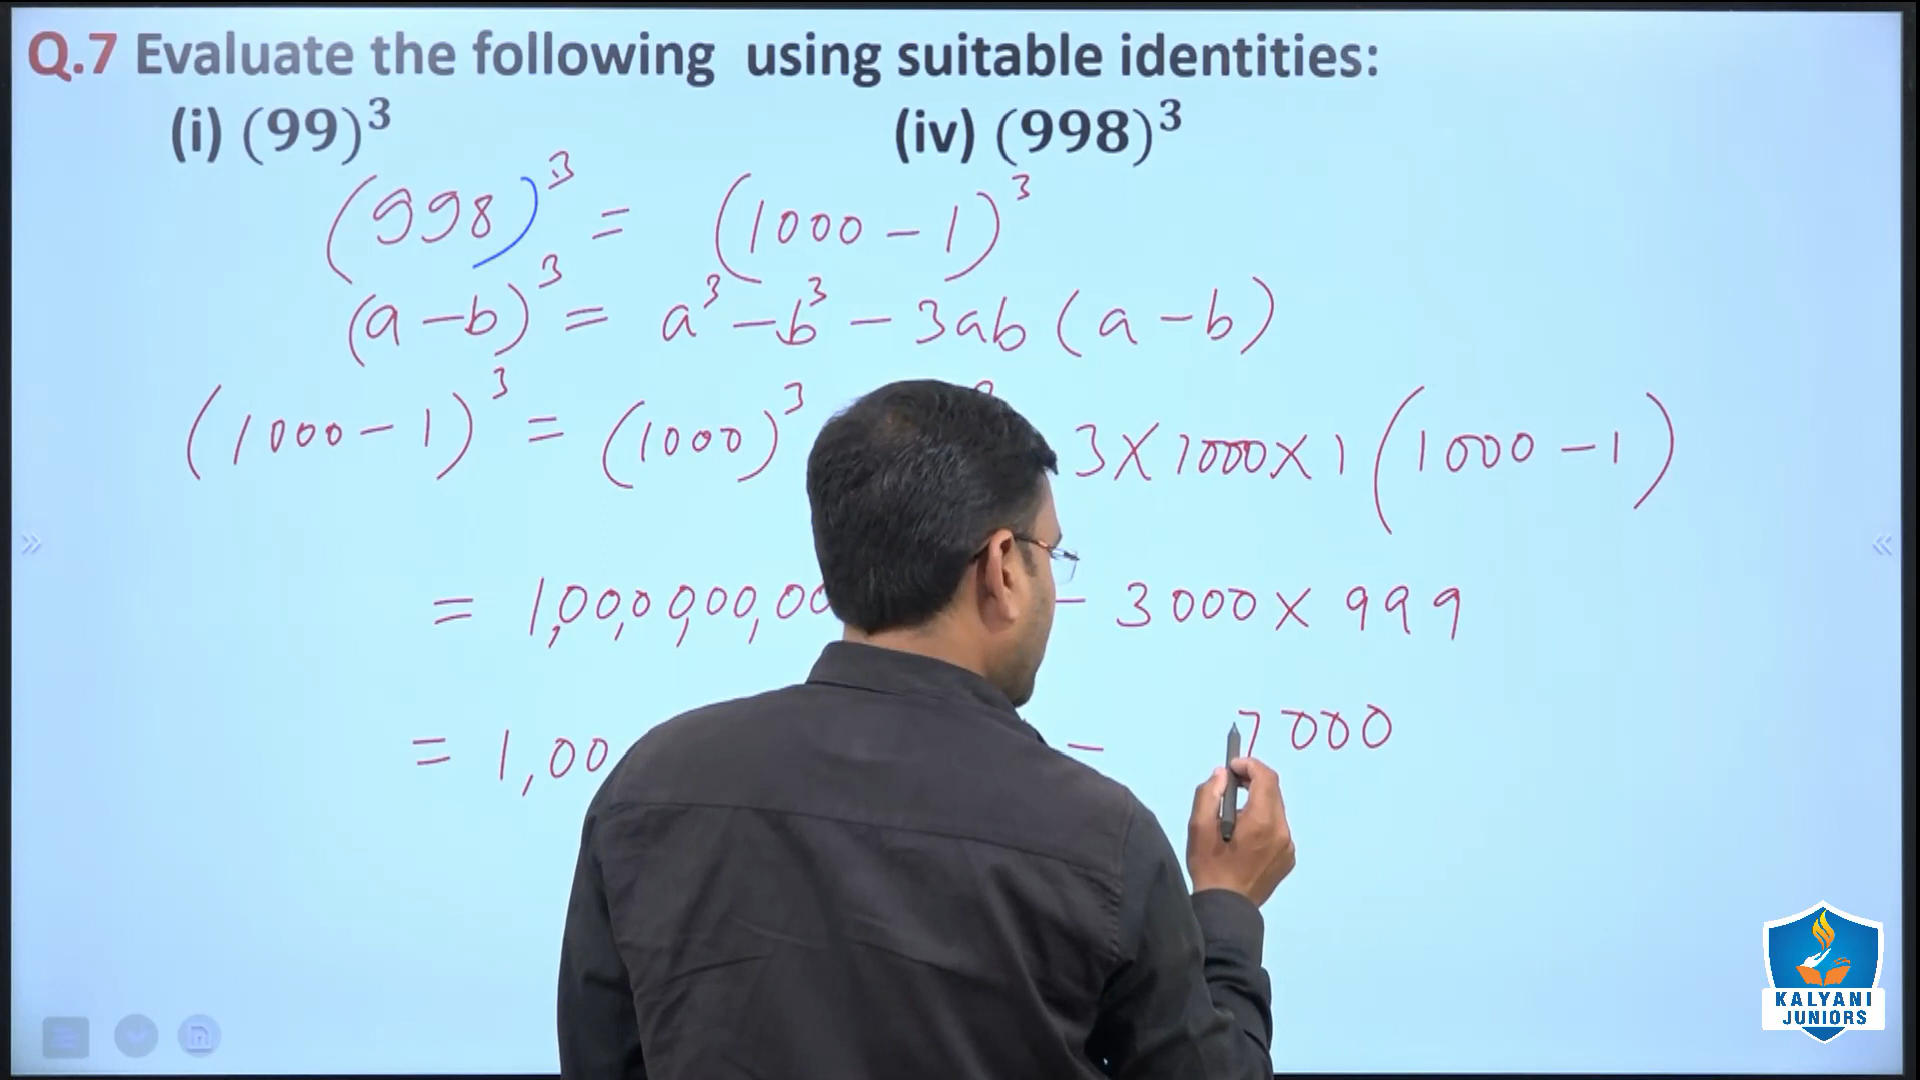 Q.7 Evaluate the following using suitable identities:
(i) (99)³ (iv) (998)³
(998)³ = (1000 - 1)³
(a - b)³ = a³ - b³ - 3ab (a - b)
(1000 - 1)³ = (1000)³ 3 × 1000 × 1 (1000 - 1)
= 1,00,0 0,00,00 - 3000 × 999
= 1,00 - 7000
KALYANI
JUNIORS